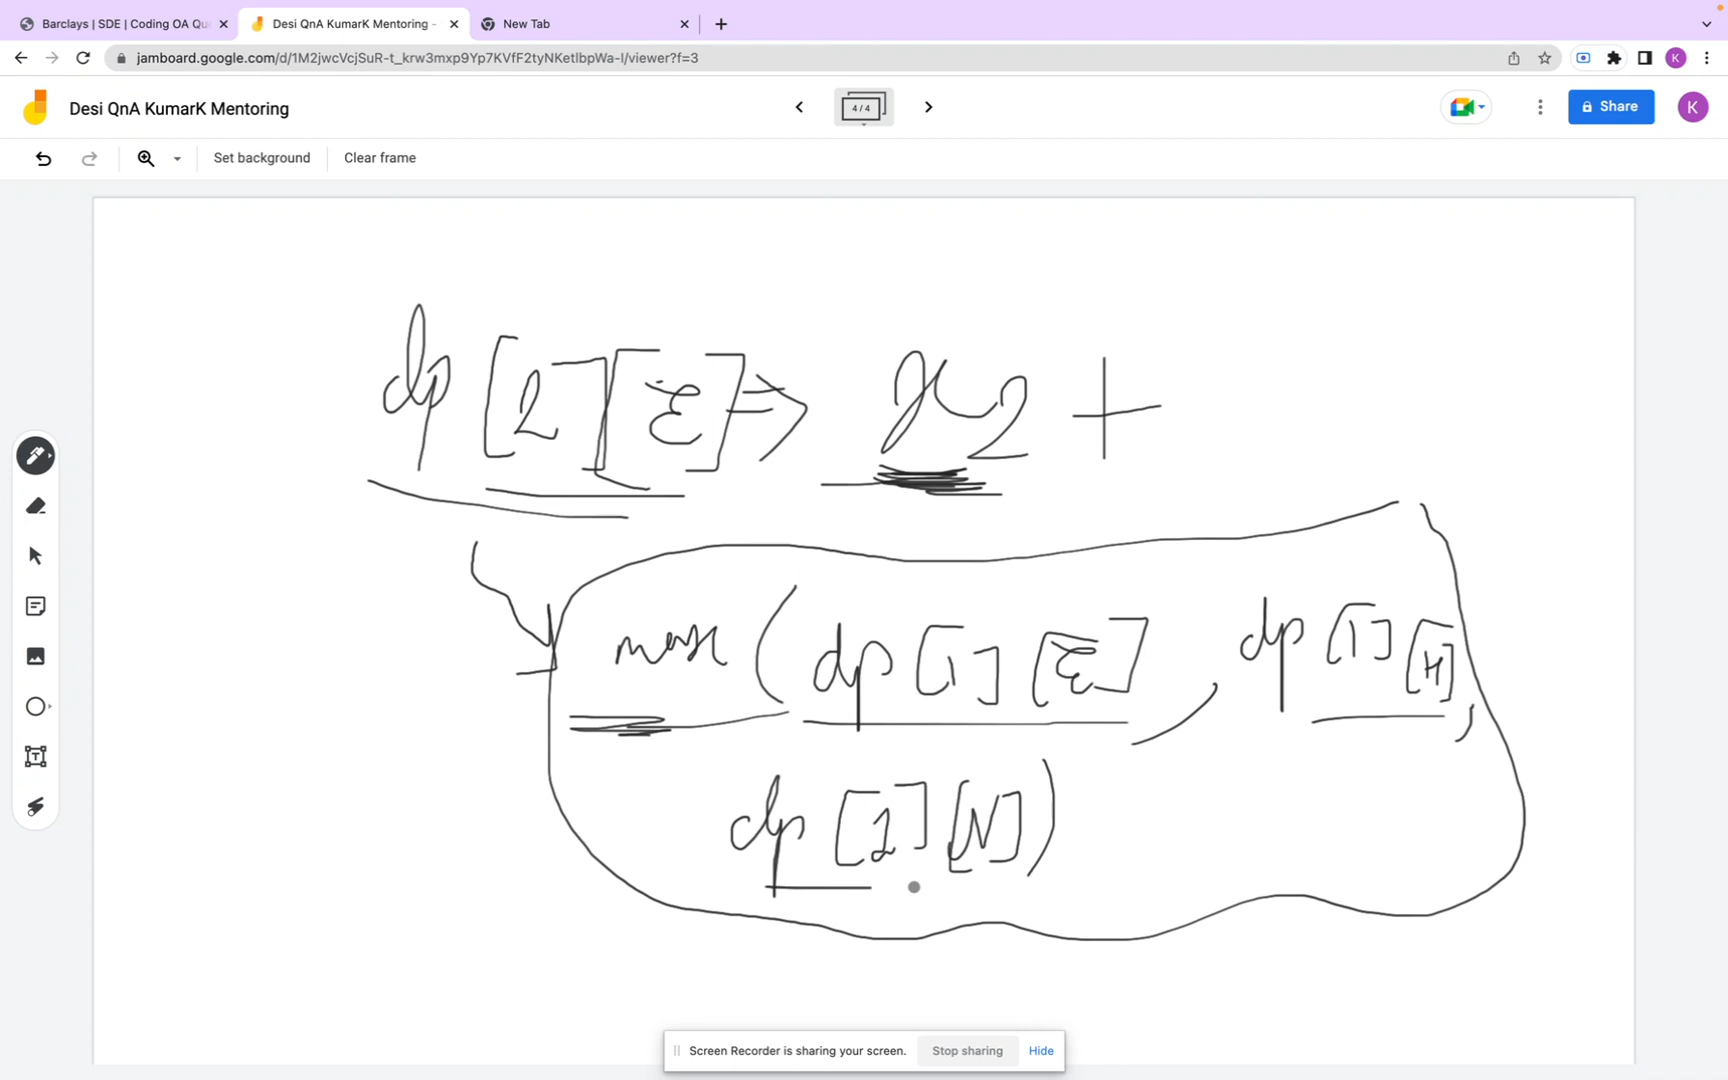 Barclays | SDE | Coding OA Qu
Desi QnA KumarK Mentoring -
New Tab
jamboard.google.com/d/1M2jwcVcjSuR-t_krw3mxp9Yp7KVfF2tyNKetlbpWa-I/viewer?f=3
K
Desi QnA KumarK Mentoring
4 / 4
Share
K
Set background
Clear frame
dp [2] [E] => x2 +
max ( dp [1] [E] , dp [1] [H] ,
dp [1] [N] )
Screen Recorder is sharing your screen.
Stop sharing
Hide